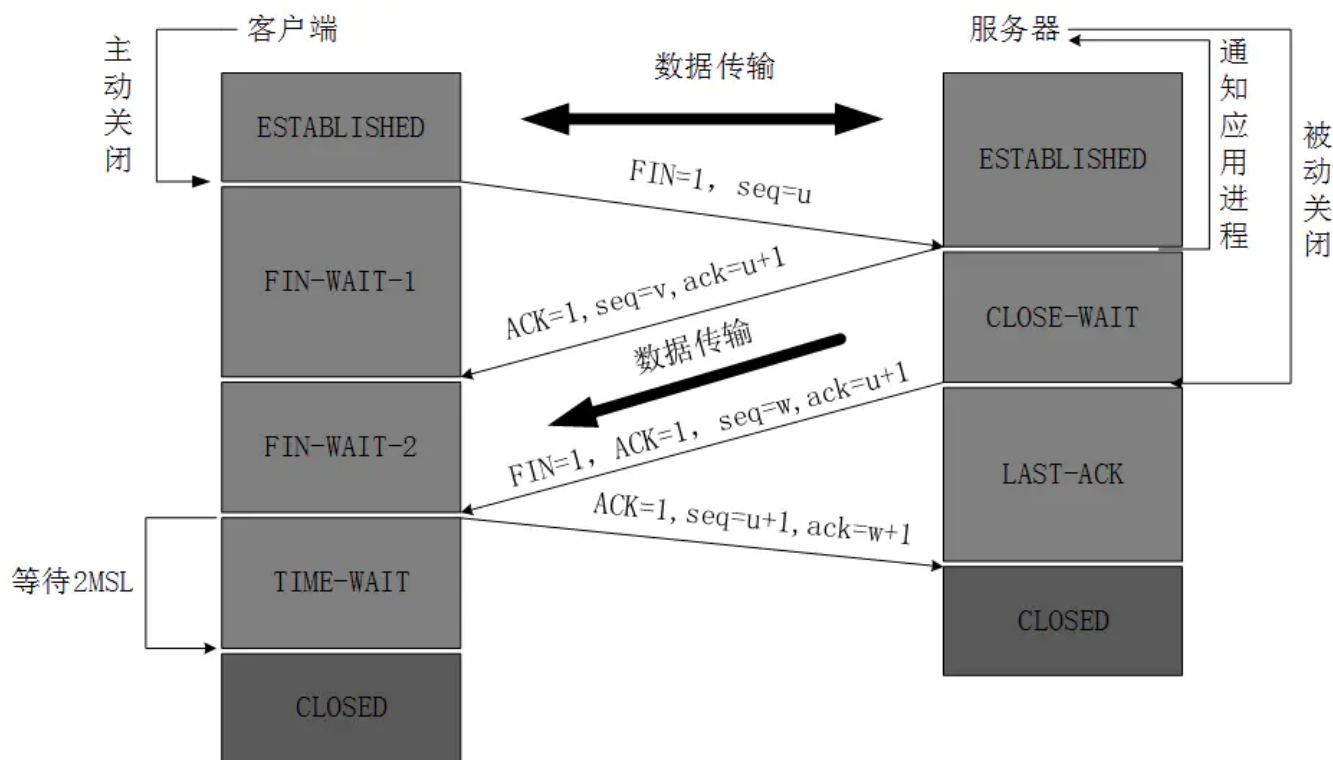 客户端
服务器
主动关闭
数据传输
通知应用进程
被动关闭
ESTABLISHED
ESTABLISHED
FIN=1, seq=u
FIN-WAIT-1
ACK=1,seq=v,ack=u+1
CLOSE-WAIT
数据传输
FIN=1, ACK=1, seq=w,ack=u+1
FIN-WAIT-2
LAST-ACK
ACK=1,seq=u+1,ack=w+1
等待2MSL
TIME-WAIT
CLOSED
CLOSED